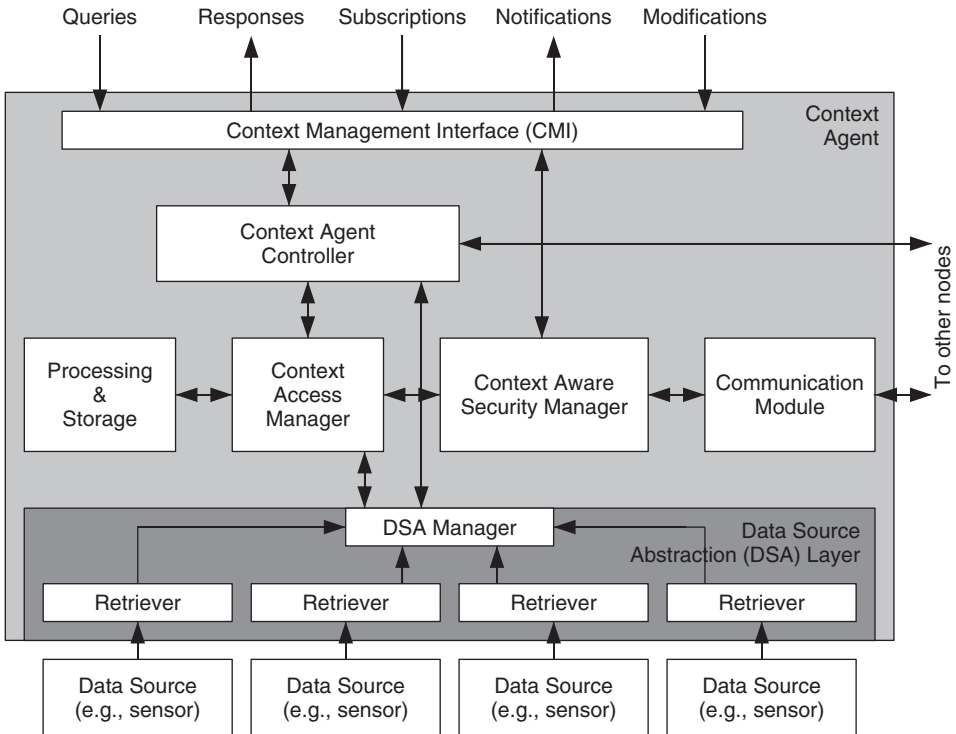 Queries
Responses
Subscriptions
Notifications
Modifications
Context
Agent
Context Management Interface (CMI)
Context Agent
Controller
To other nodes
Processing
&
Storage
Context
Access
Manager
Context Aware
Security Manager
Communication
Module
DSA Manager
Data Source
Abstraction (DSA) Layer
Retriever
Retriever
Retriever
Retriever
Data Source
(e.g., sensor)
Data Source
(e.g., sensor)
Data Source
(e.g., sensor)
Data Source
(e.g., sensor)